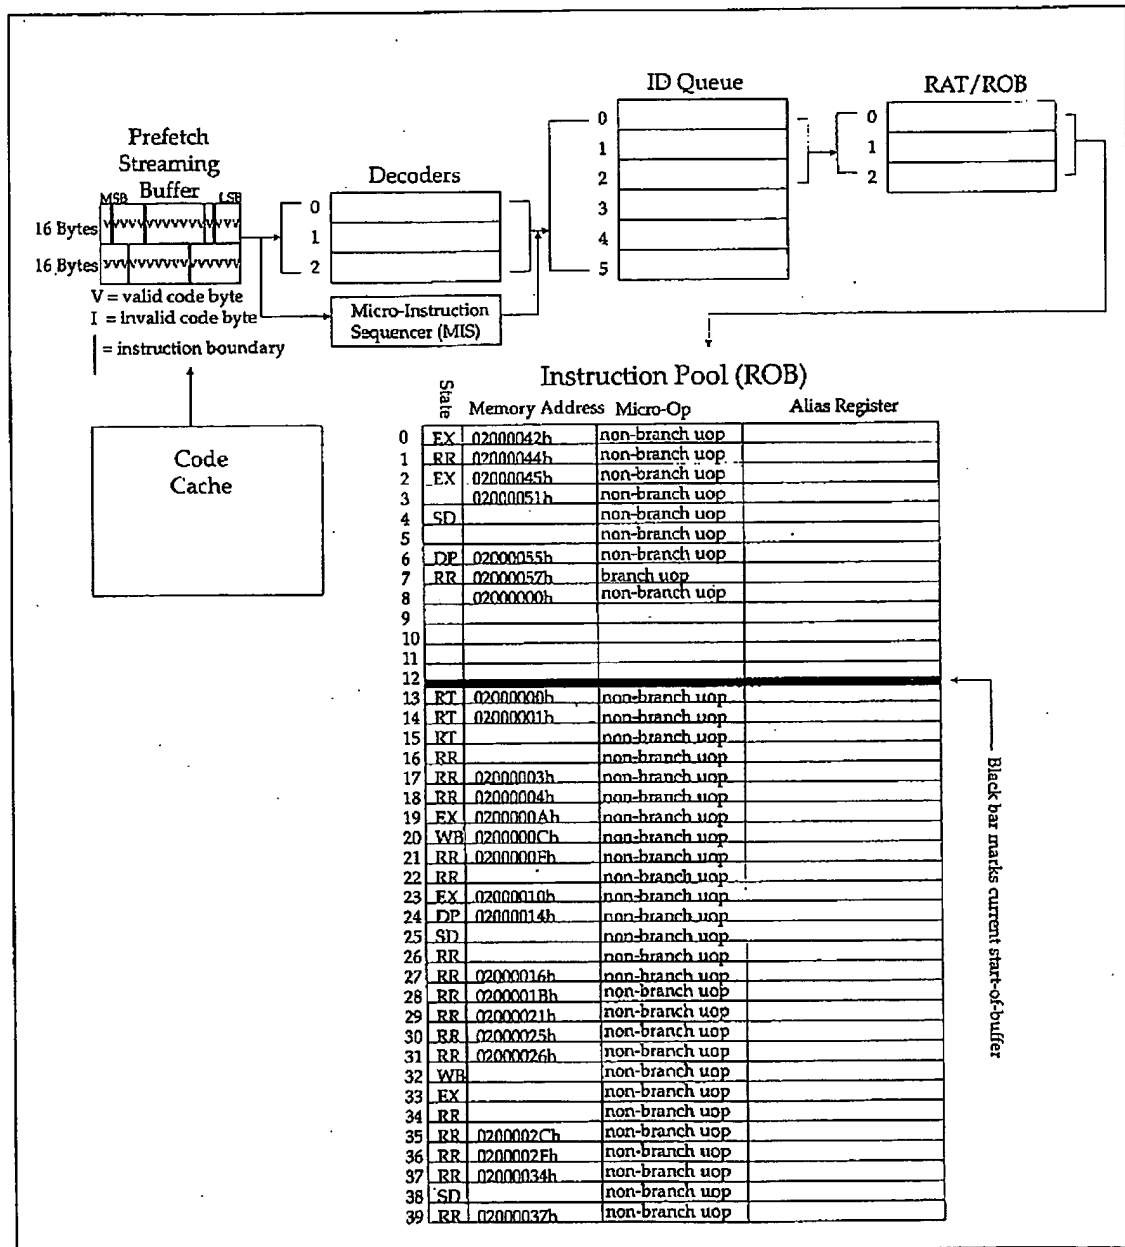 ID Queue
RAT/ROB
Prefetch
Streaming
Buffer
MSB LSB
16 Bytes VVVVVVVVVVVVVVVV
16 Bytes VVVVVVVVVVVVVVVV
V = valid code byte
I = invalid code byte
= instruction boundary
Decoders
0
1
2
Micro-Instruction
Sequencer (MIS)
0
1
2
3
4
5
0
1
2
Code
Cache
Instruction Pool (ROB)
State Memory Address Micro-Op Alias Register
0 EX 02000042h non-branch uop
1 RR 02000044h non-branch uop
2 EX 02000045h non-branch uop
3 02000051h non-branch uop
4 SD non-branch uop
5 non-branch uop
6 DP 02000055h non-branch uop
7 RR 02000057h branch uop
8 02000000h non-branch uop
9
10
11
12
13 RT 02000000h non-branch uop
14 RT 02000001h non-branch uop
15 RT non-branch uop
16 RR non-branch uop
17 RR 02000003h non-branch uop
18 RR 02000004h non-branch uop
19 EX 0200000Ah non-branch uop
20 WB 0200000Ch non-branch uop
21 RR 0200000Fh non-branch uop
22 RR non-branch uop
23 EX 02000010h non-branch uop
24 DP 02000014h non-branch uop
25 SD non-branch uop
26 RR non-branch uop
27 RR 02000016h non-branch uop
28 RR 0200001Bh non-branch uop
29 RR 02000021h non-branch uop
30 RR 02000025h non-branch uop
31 RR 02000026h non-branch uop
32 WB non-branch uop
33 EX non-branch uop
34 RR non-branch uop
35 RR 0200002Ch non-branch uop
36 RR 0200002Fh non-branch uop
37 RR 02000034h non-branch uop
38 SD non-branch uop
39 RR 02000037h non-branch uop
Black bar marks current start-of-buffer